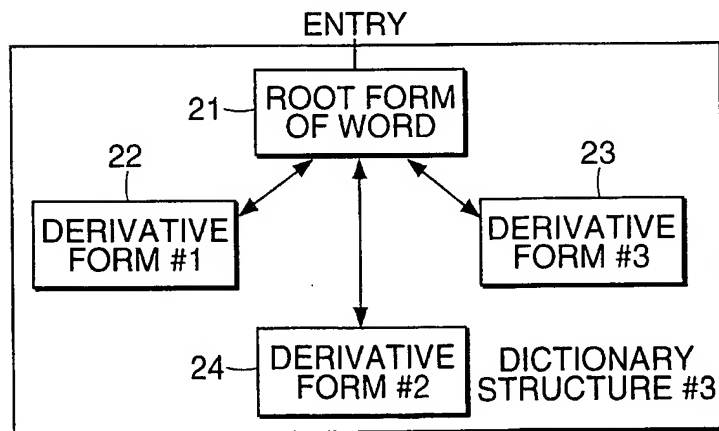 ENTRY
21
ROOT FORM
OF WORD
22
23
DERIVATIVE
FORM #1
DERIVATIVE
FORM #3
24
DERIVATIVE
FORM #2
DICTIONARY
STRUCTURE #3